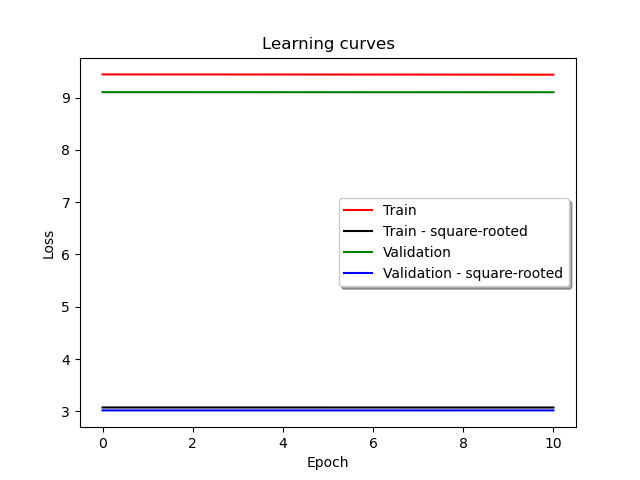 Learning curves
Loss
9
8
7
6
5
4
3
Train
Train - square-rooted
Validation
Validation - square-rooted
0 2 4 6 8 10
Epoch